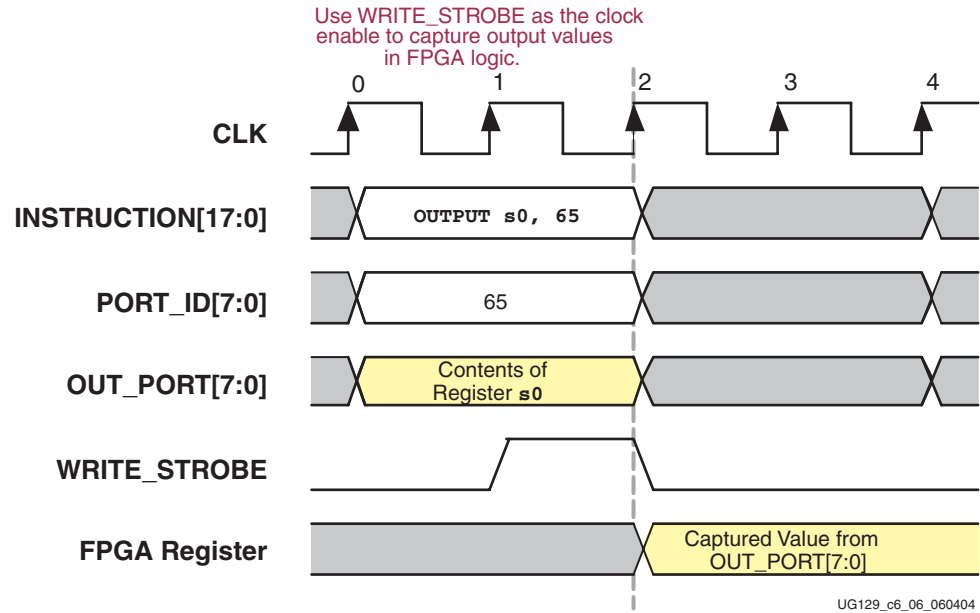 Use WRITE_STROBE as the clock
enable to capture output values
in FPGA logic.
0 1 2 3 4
CLK
INSTRUCTION[17:0] OUTPUT s0, 65
PORT_ID[7:0] 65
OUT_PORT[7:0] Contents of
Register s0
WRITE_STROBE
FPGA Register Captured Value from
OUT_PORT[7:0]
UG129_c6_06_060404